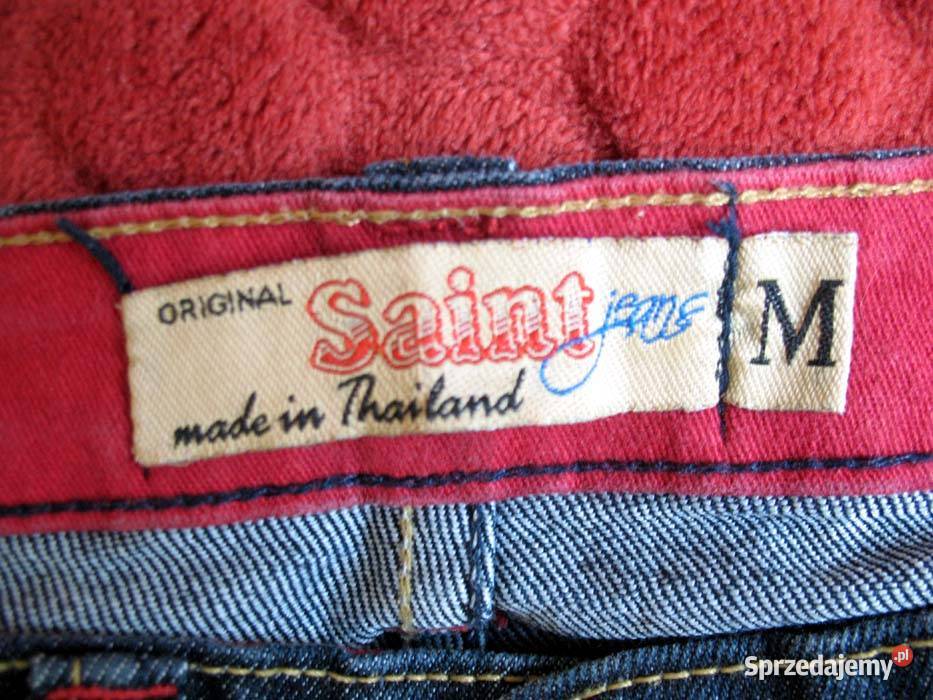 ORIGINAL Saint jeans M
made in Thailand
Sprzedajemy.pl